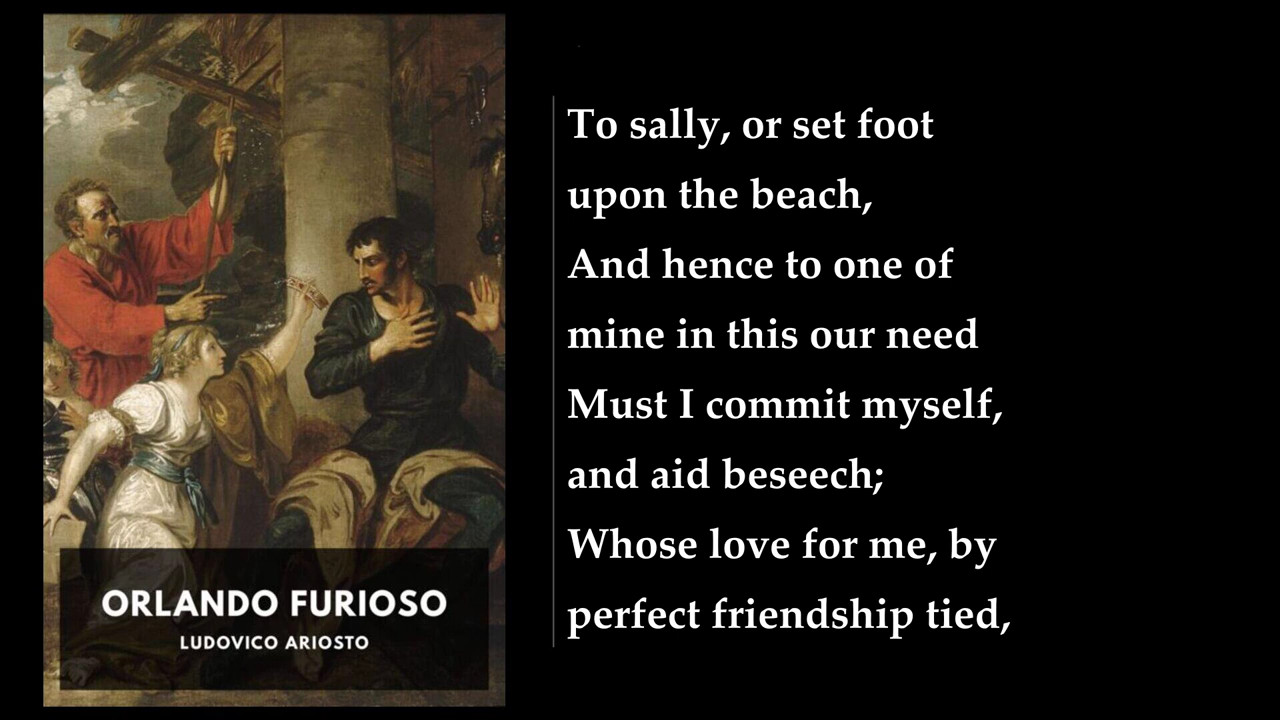 To sally, or set foot
upon the beach,
And hence to one of
mine in this our need
Must I commit myself,
and aid beseech;
Whose love for me, by
perfect friendship tied,
ORLANDO FURIOSO
LUDOVICO ARIOSTO